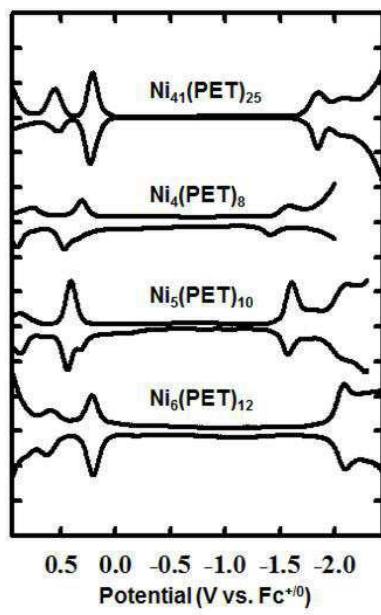 Ni₄₁(PET)₂₅
Ni₄(PET)₈
Ni₅(PET)₁₀
Ni₆(PET)₁₂
0.5 0.0 -0.5 -1.0 -1.5 -2.0
Potential (V vs. Fc⁺ᐟ⁰)